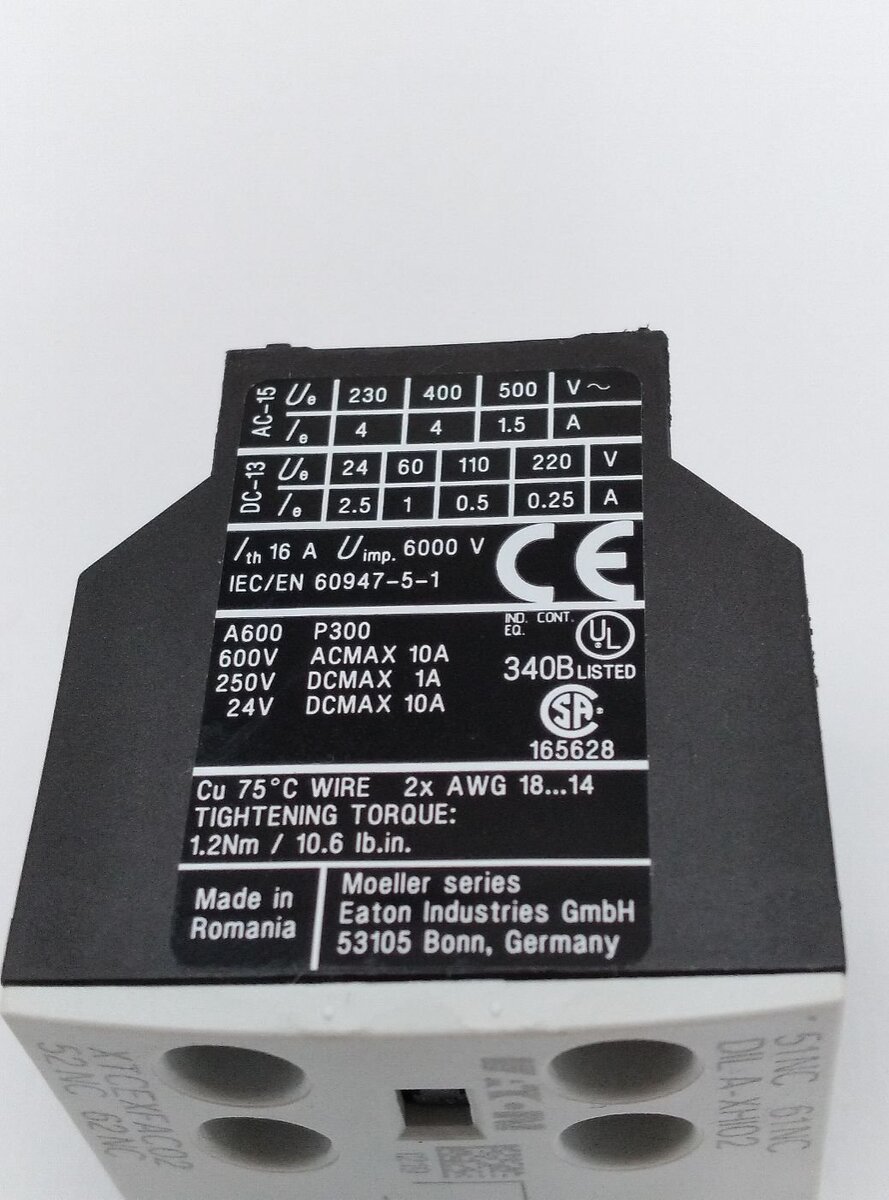 AC-15 Ue 230 400 500 V~
Ie 4 4 1.5 A
DC-13 Ue 24 60 110 220 V
Ie 2.5 1 0.5 0.25 A
Ith 16 A Uimp. 6000 V CE
IEC/EN 60947-5-1
A600 P300 IND. CONT. EQ. UL
600V ACMAX 10A 340B LISTED
250V DCMAX 1A
24V DCMAX 10A SA
165628
Cu 75°C WIRE 2x AWG 18...14
TIGHTENING TORQUE:
1.2Nm / 10.6 lb.in.
Made in
Romania
Moeller series
Eaton Industries GmbH
53105 Bonn, Germany
51NC 61NC
DILA-XHI02
E·T·N
XTCEXFAC02
52NC 62NC